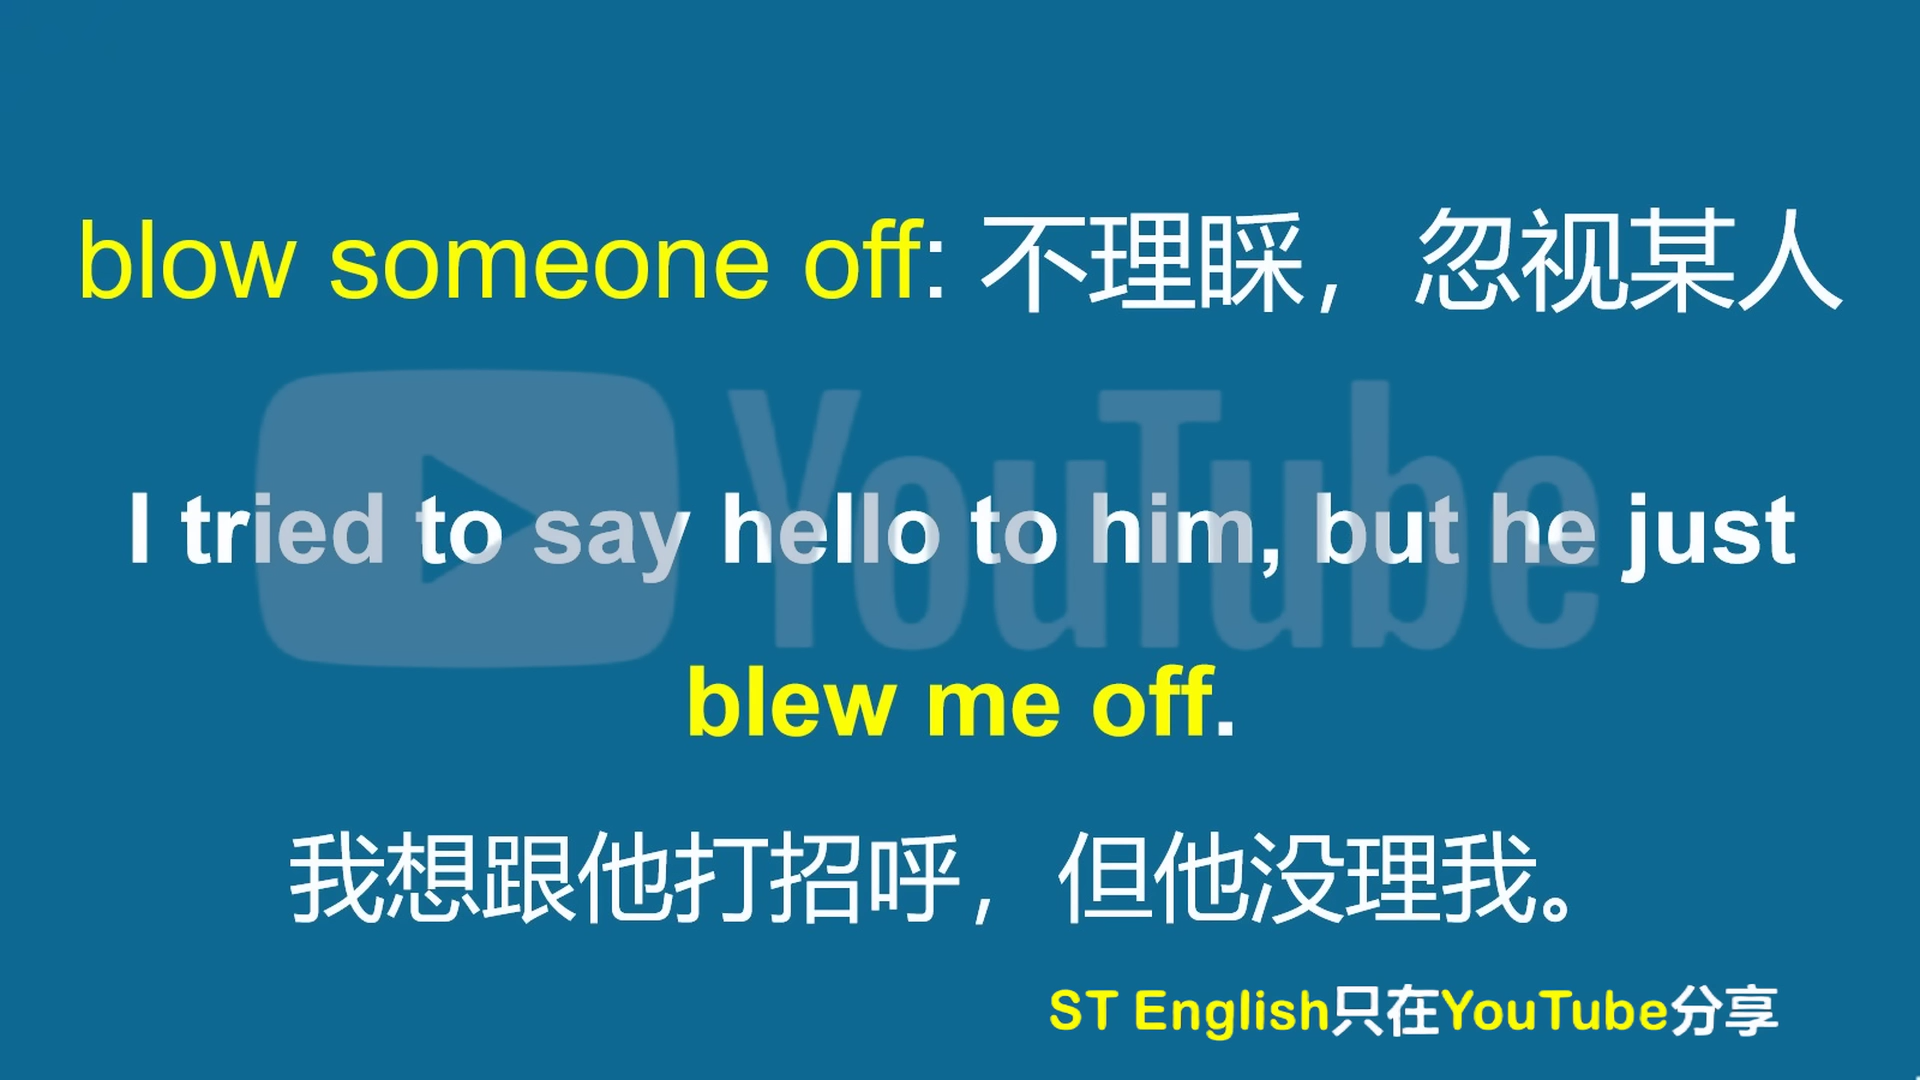 blow someone off: 不理睬，忽视某人
YouTube
I tried to say hello to him, but he just
blew me off.
我想跟他打招呼，但他没理我。
ST English只在YouTube分享